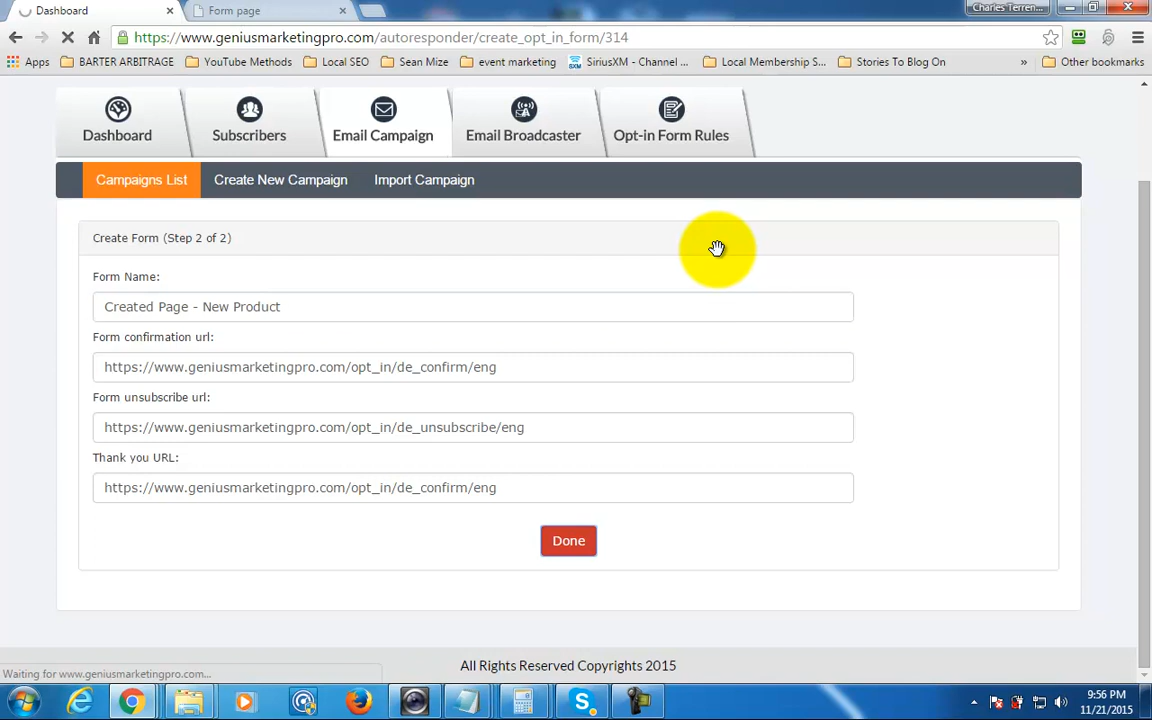 Dashboard
Form page
Charles Terren...
https://www.geniusmarketingpro.com/autoresponder/create_opt_in_form/314
Apps
BARTER ARBITRAGE
YouTube Methods
Local SEO
Sean Mize
event marketing
SiriusXM - Channel ...
Local Membership S...
Stories To Blog On
»
Other bookmarks
Dashboard
Subscribers
Email Campaign
Email Broadcaster
Opt-in Form Rules
Campaigns List
Create New Campaign
Import Campaign
Create Form (Step 2 of 2)
Form Name:
Created Page - New Product
Form confirmation url:
https://www.geniusmarketingpro.com/opt_in/de_confirm/eng
Form unsubscribe url:
https://www.geniusmarketingpro.com/opt_in/de_unsubscribe/eng
Thank you URL:
https://www.geniusmarketingpro.com/opt_in/de_confirm/eng
Done
All Rights Reserved Copyrights 2015
Waiting for www.geniusmarketingpro.com...
9:56 PM
11/21/2015